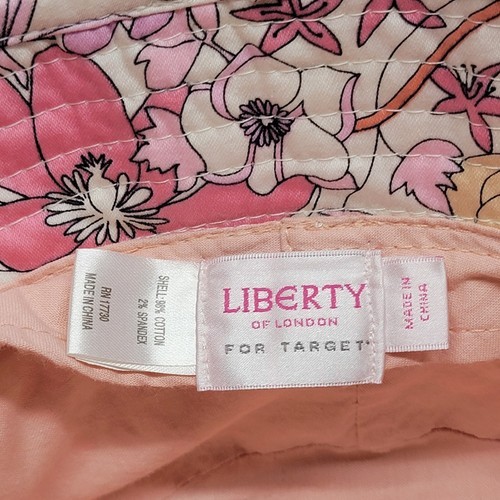 SHELL: 98% COTTON
2% SPANDEX
RN 17730
MADE IN CHINA
LIBERTY
OF LONDON
FOR TARGET
MADE IN
CHINA